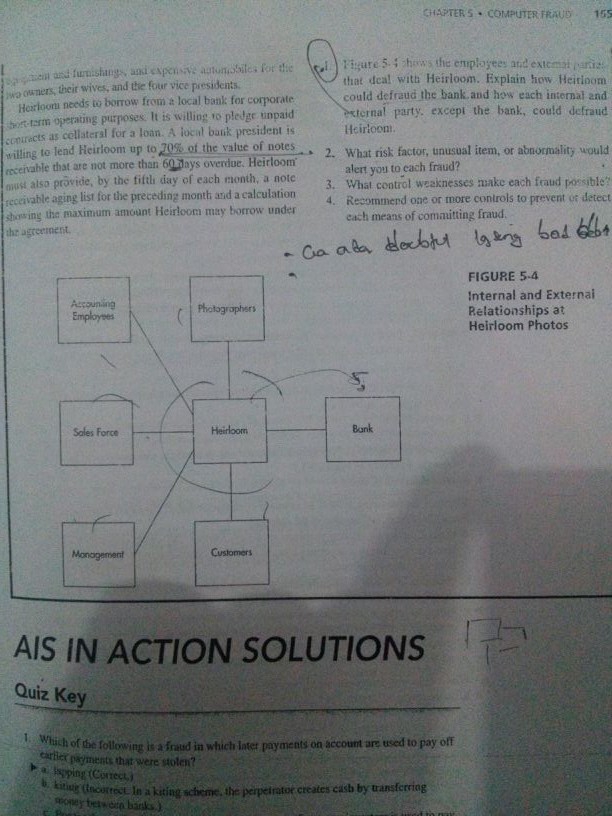 CHAPTER 5 • COMPUTER FRAUD 155
and furnishings, and expensive automobiles for the
two owners, their wives, and the four vice presidents.
Heirloom needs to borrow from a local bank for corporate
short-term operating purposes. It is willing to pledge unpaid
contracts as collateral for a loan. A local bank president is
willing to lend Heirloom up to 70% of the value of notes
receivable that are not more than 60 days overdue. Heirloom
must also provide, by the fifth day of each month, a note
receivable aging list for the preceding month and a calculation
showing the maximum amount Heirloom may borrow under
the agreement.
Figure 5-4 shows the employees and external parties
that deal with Heirloom. Explain how Heirloom
could defraud the bank and how each internal and
external party, except the bank, could defraud
Heirloom.
2. What risk factor, unusual item, or abnormality would
alert you to each fraud?
3. What control weaknesses make each fraud possible?
4. Recommend one or more controls to prevent or detect
each means of committing fraud.
bad
FIGURE 5-4
Internal and External
Relationships at
Heirloom Photos
Accounting
Employees
Photographers
Sales Force
Heirloom
Bank
Management
Customers
AIS IN ACTION SOLUTIONS
Quiz Key
1. Which of the following is a fraud in which later payments on account are used to pay off
earlier payments that were stolen?
a. lapping (Correct.)
b. kiting (Incorrect. In a kiting scheme, the perpetrator creates cash by transferring
money between banks.)